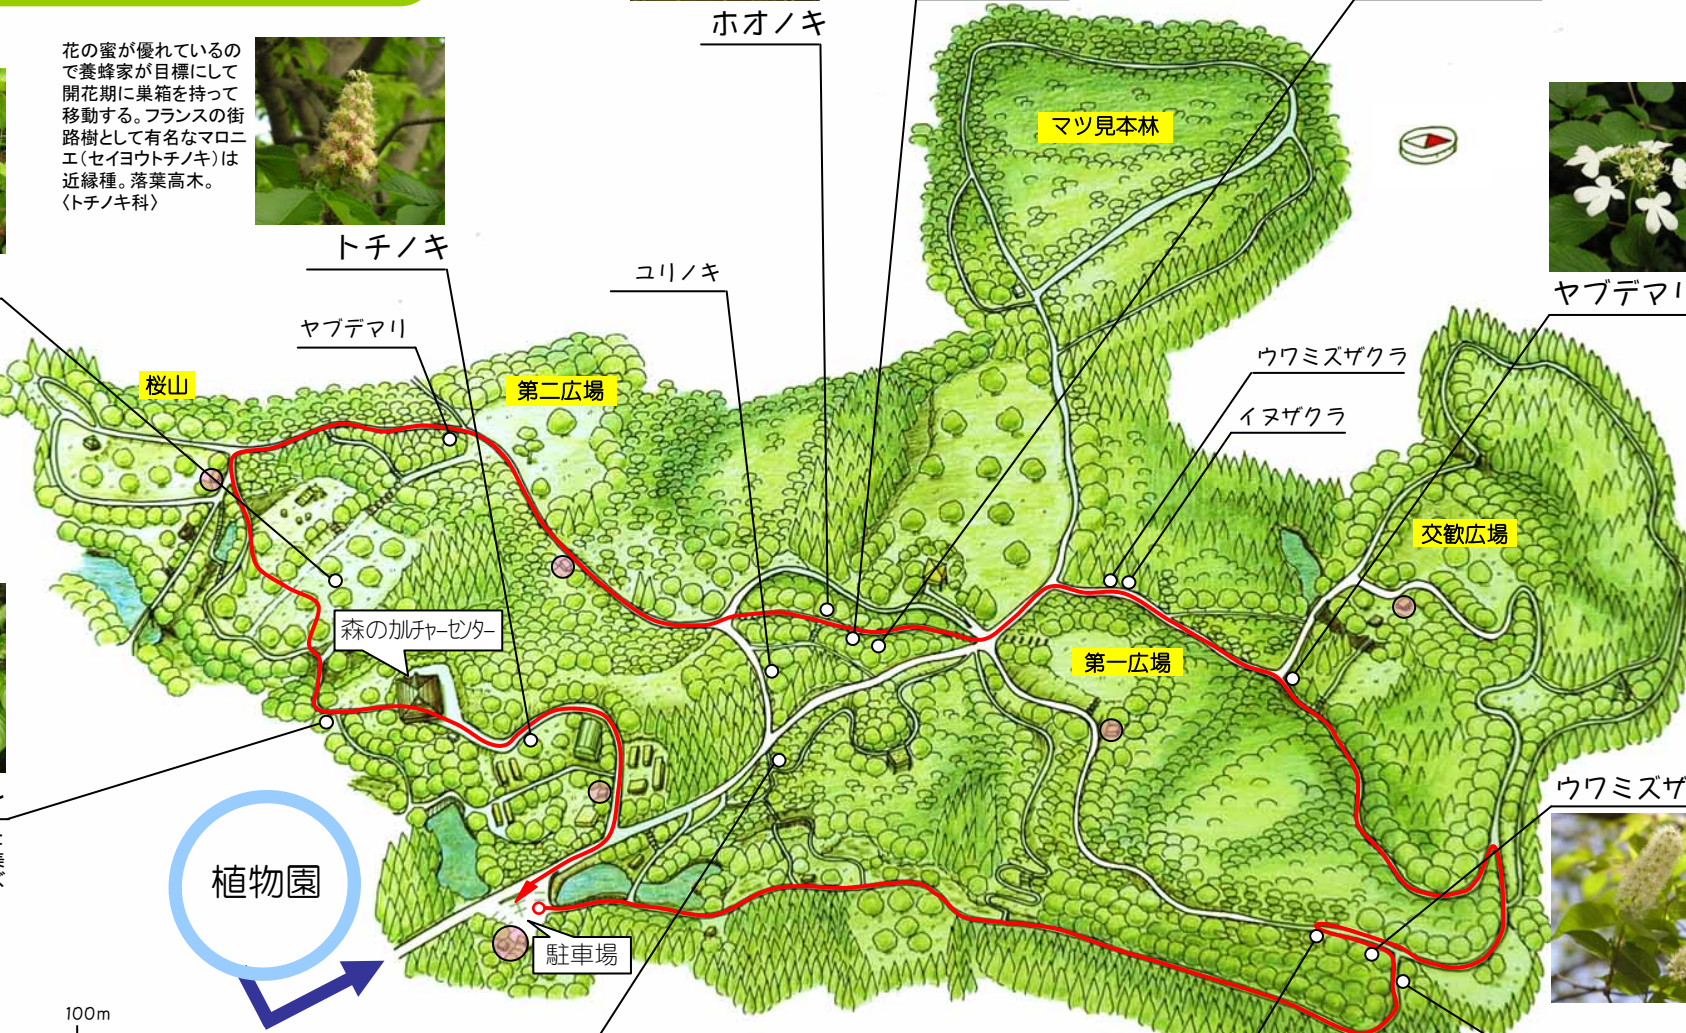 ホオノキ
花の蜜が優れているの
で養蜂家が目標にして
開花期に巣箱を持って
移動する。フランスの街
路樹として有名なマロニ
エ(セイヨウトチノキ)は
近縁種。落葉高木。
〈トチノキ科〉
マツ見本林
トチノキ
ユリノキ
ヤブデマリ
ヤブデマリ
ウワミズザクラ
桜山
第二広場
イヌザクラ
交歓広場
森のカルチャーセンター
第一広場
ウワミズザ
植物園
駐車場
100m